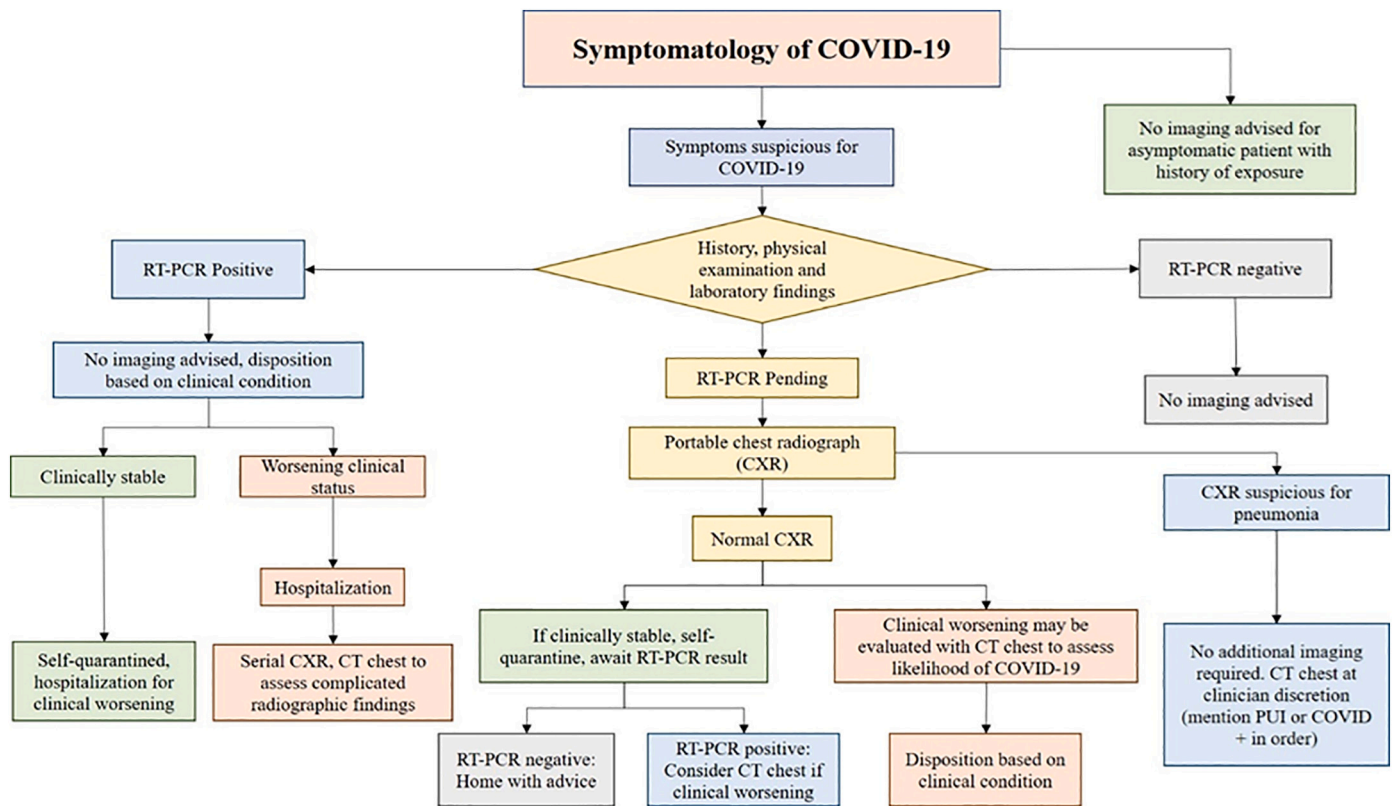 Symptomatology of COVID-19
No imaging advised for
asymptomatic patient with
history of exposure
Symptoms suspicious for
COVID-19
History, physical
examination and
laboratory findings
RT-PCR Positive
RT-PCR negative
No imaging advised, disposition
based on clinical condition
RT-PCR Pending
No imaging advised
Portable chest radiograph
(CXR)
Clinically stable
Worsening clinical
status
CXR suspicious for
pneumonia
Normal CXR
Hospitalization
If clinically stable, self-
quarantine, await RT-PCR result
Clinical worsening may be
evaluated with CT chest to assess
likelihood of COVID-19
Self-quarantined,
hospitalization for
clinical worsening
Serial CXR, CT chest to
assess complicated
radiographic findings
No additional imaging
required. CT chest at
clinician discretion
(mention PUI or COVID
+ in order)
RT-PCR negative:
Home with advice
RT-PCR positive:
Consider CT chest if
clinical worsening
Disposition based on
clinical condition